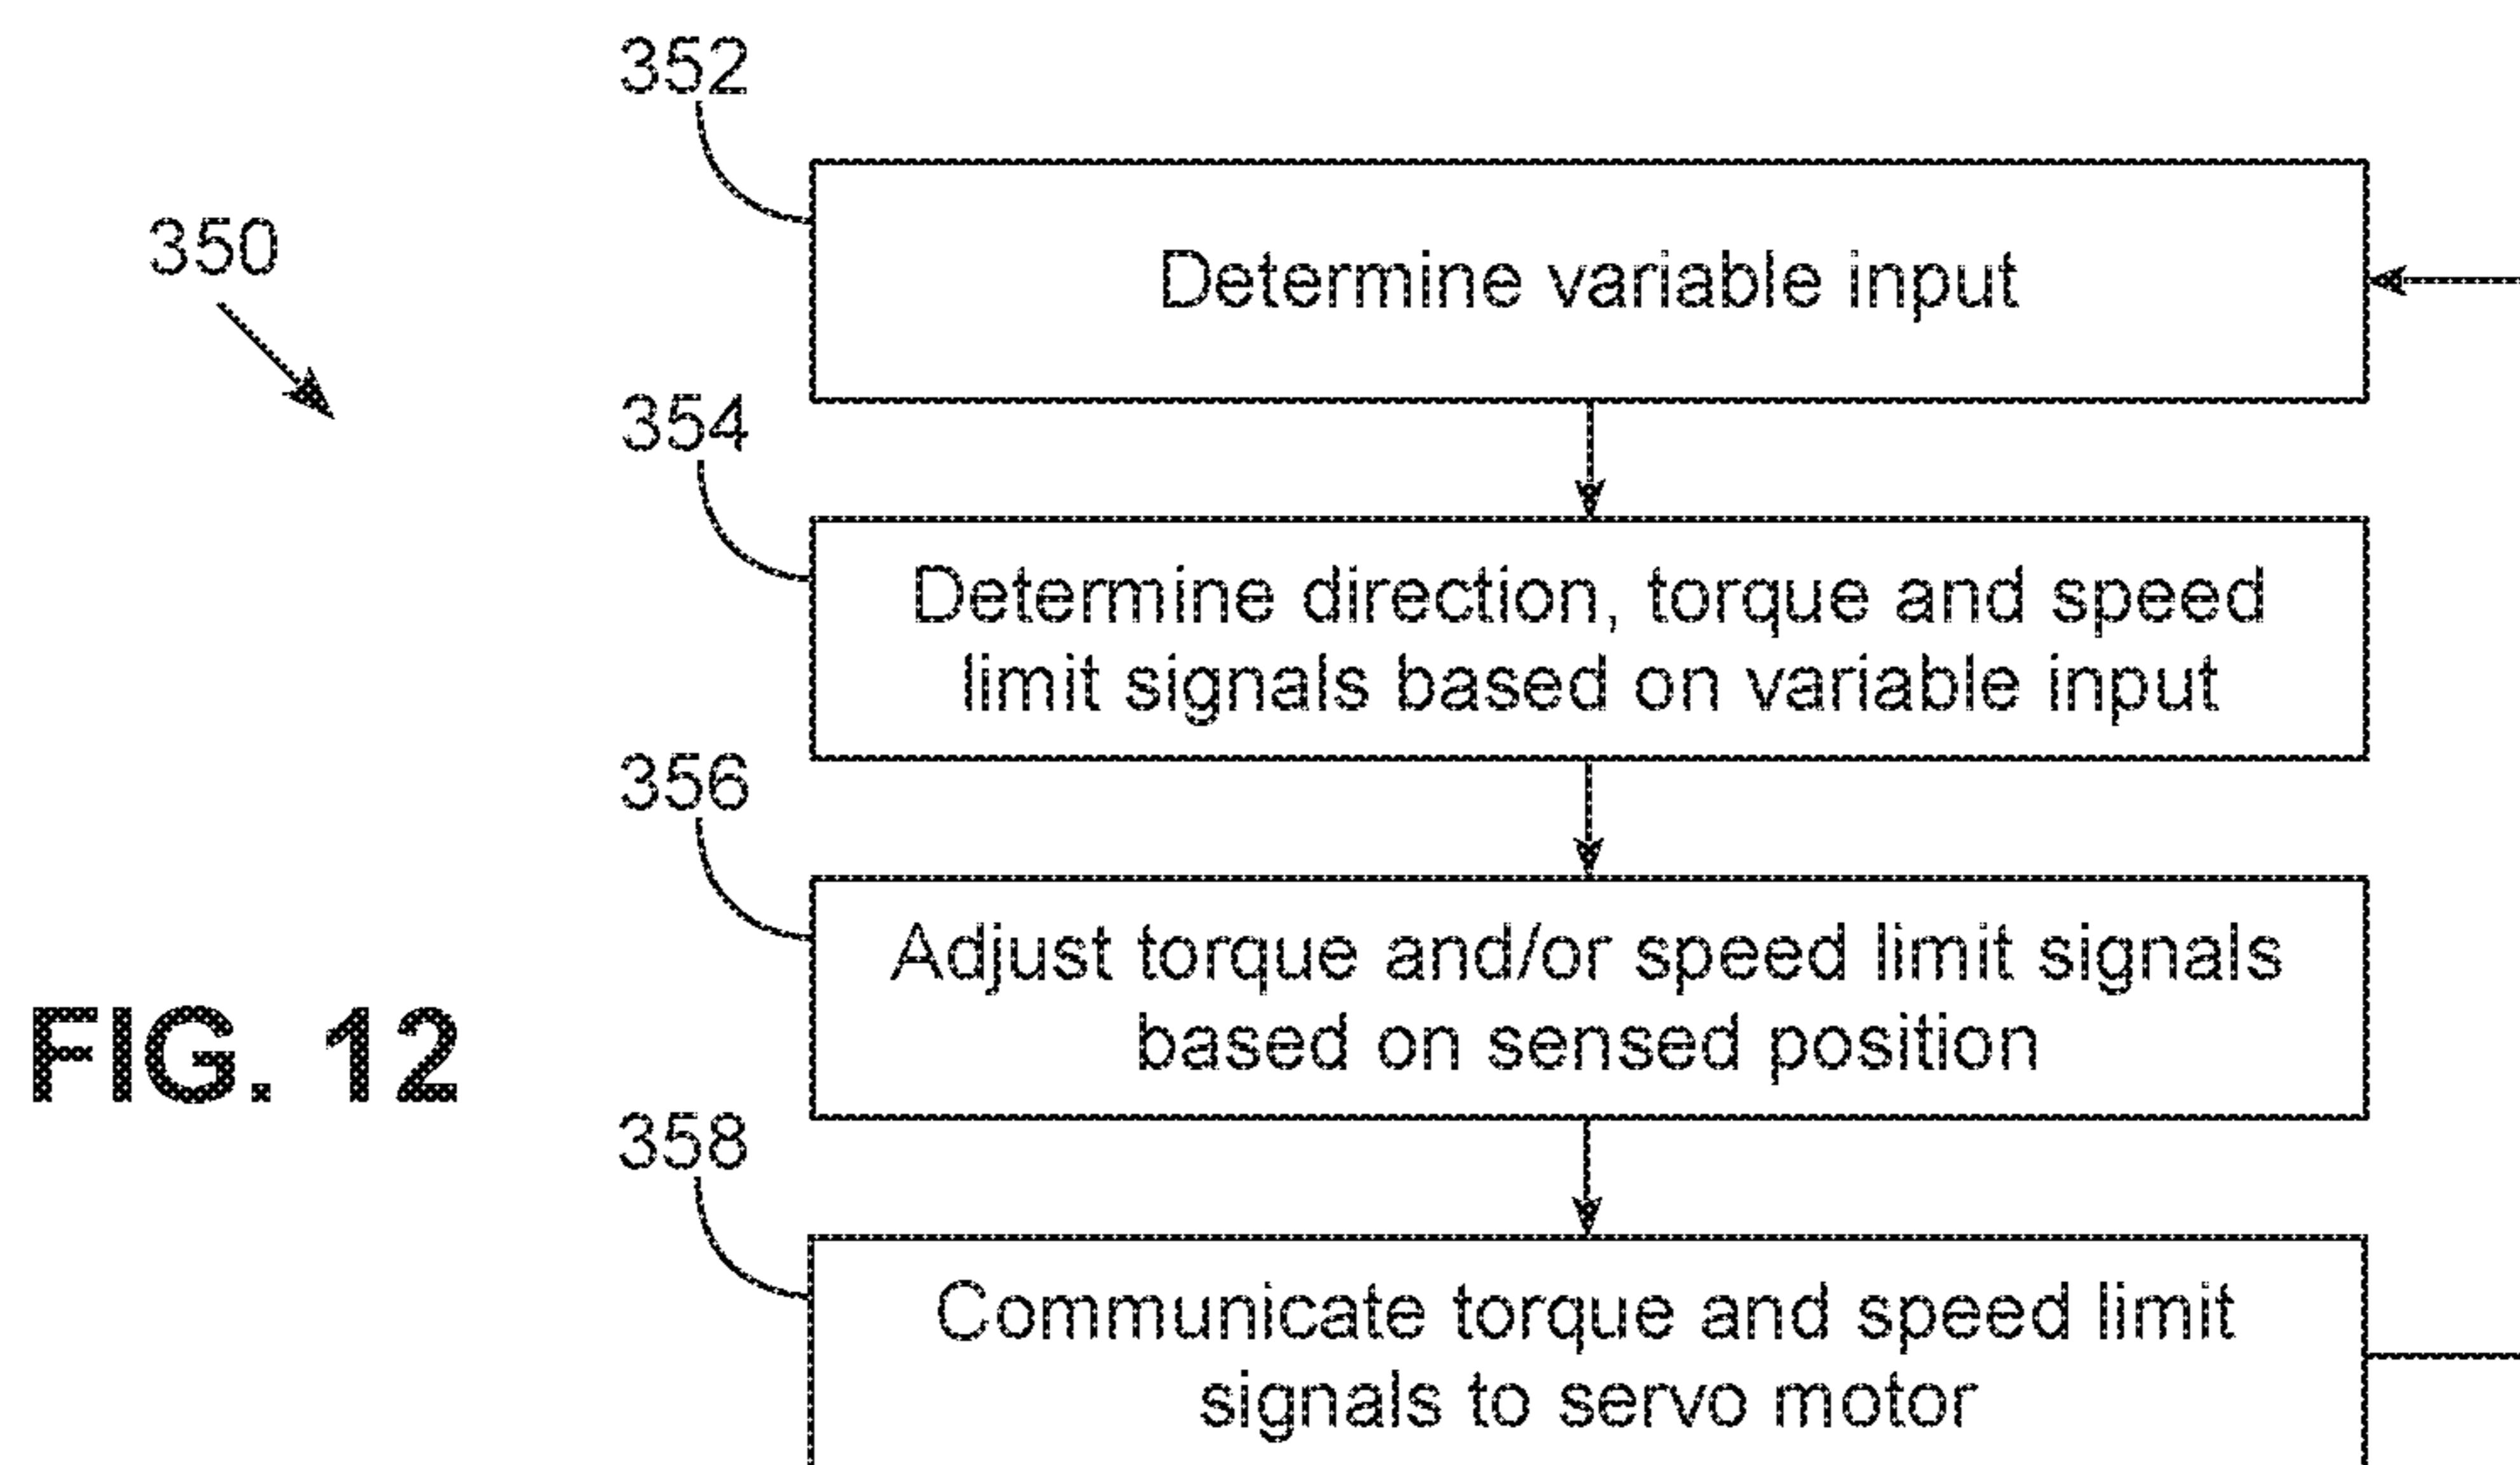 352
350
Determine variable input
354
Determine direction, torque and speed
limit signals based on variable input
356
Adjust torque and/or speed limit signals
based on sensed position
FIG. 12
358
Communicate torque and speed limit
signals to servo motor